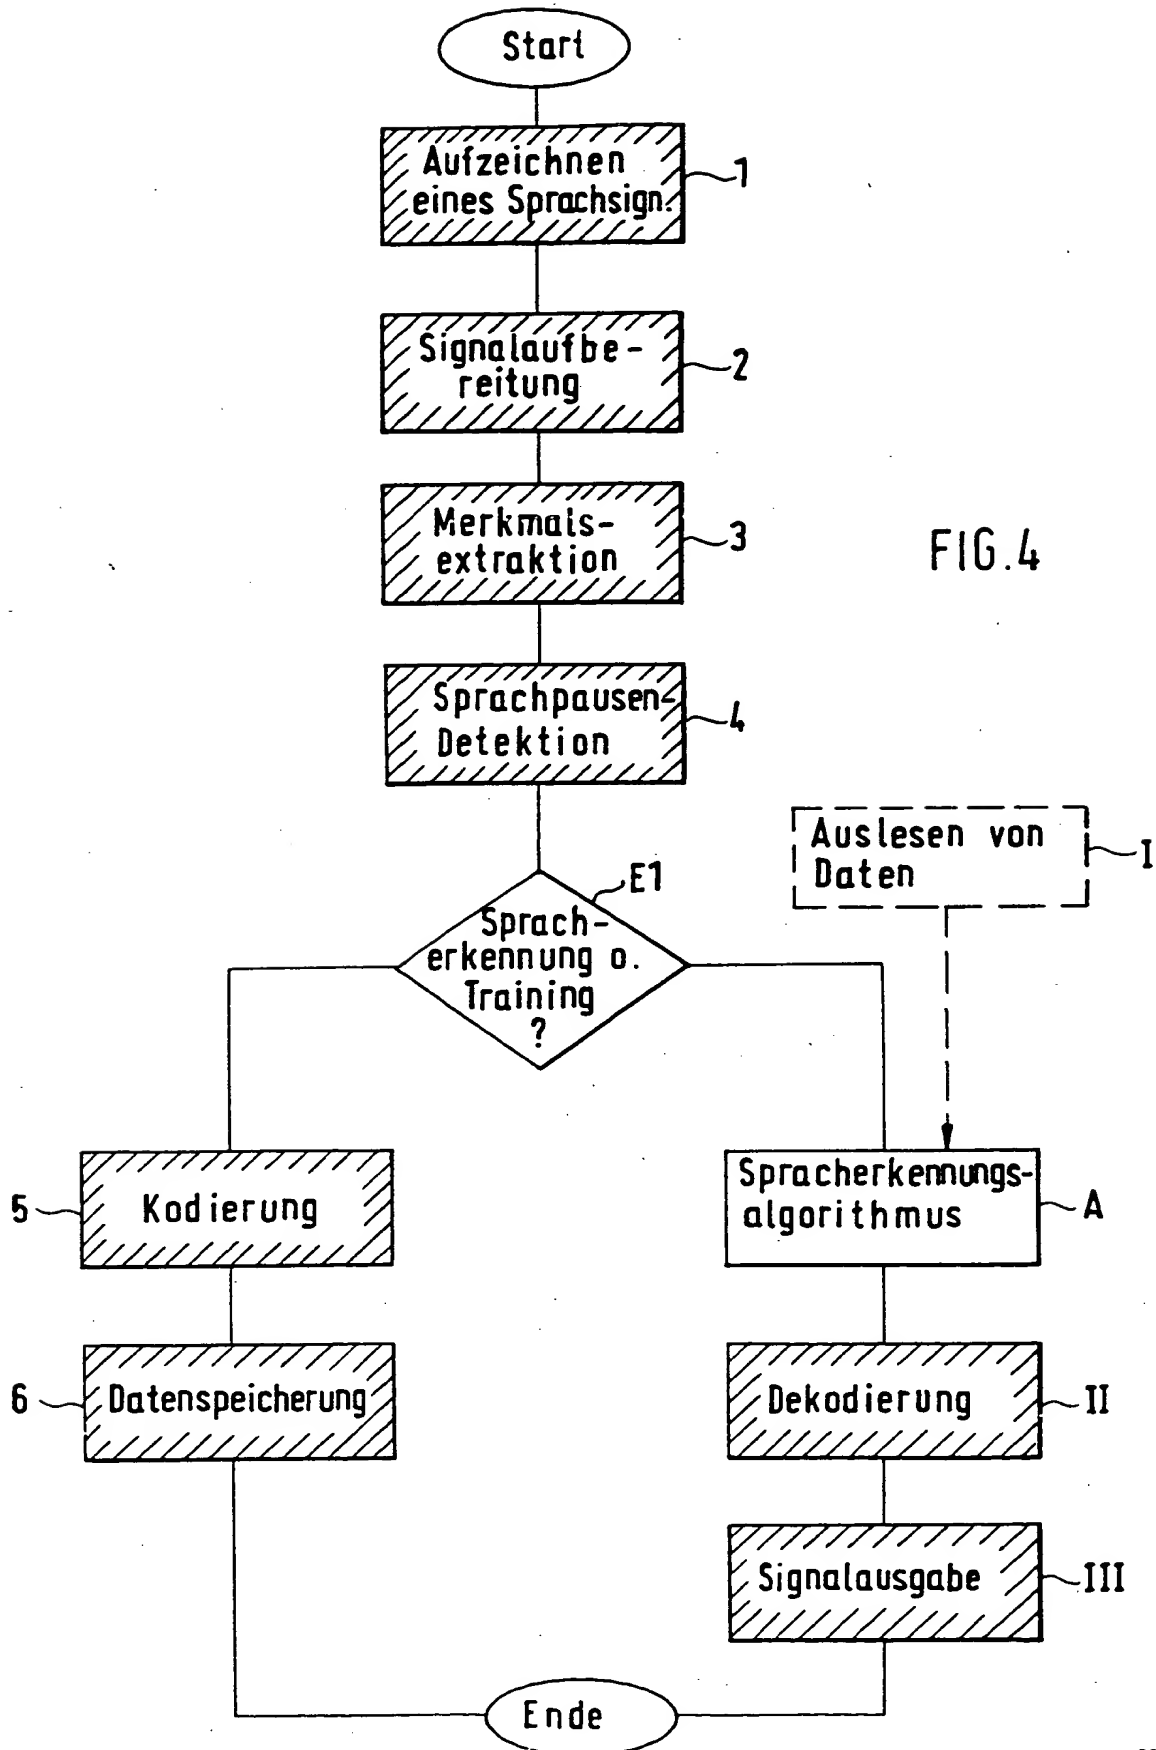 Start
Aufzeichnen
eines Sprachsign.
1
Signalaufbe-
reitung
2
Merkmals-
extraktion
3
FIG.4
Sprachpausen-
Detektion
4
Auslesen von
Daten
I
E1
Sprach-
erkennung o.
Training
?
Kodierung
5
Spracherkennungs-
algorithmus
A
Datenspeicherung
6
Dekodierung
II
Signalausgabe
III
Ende